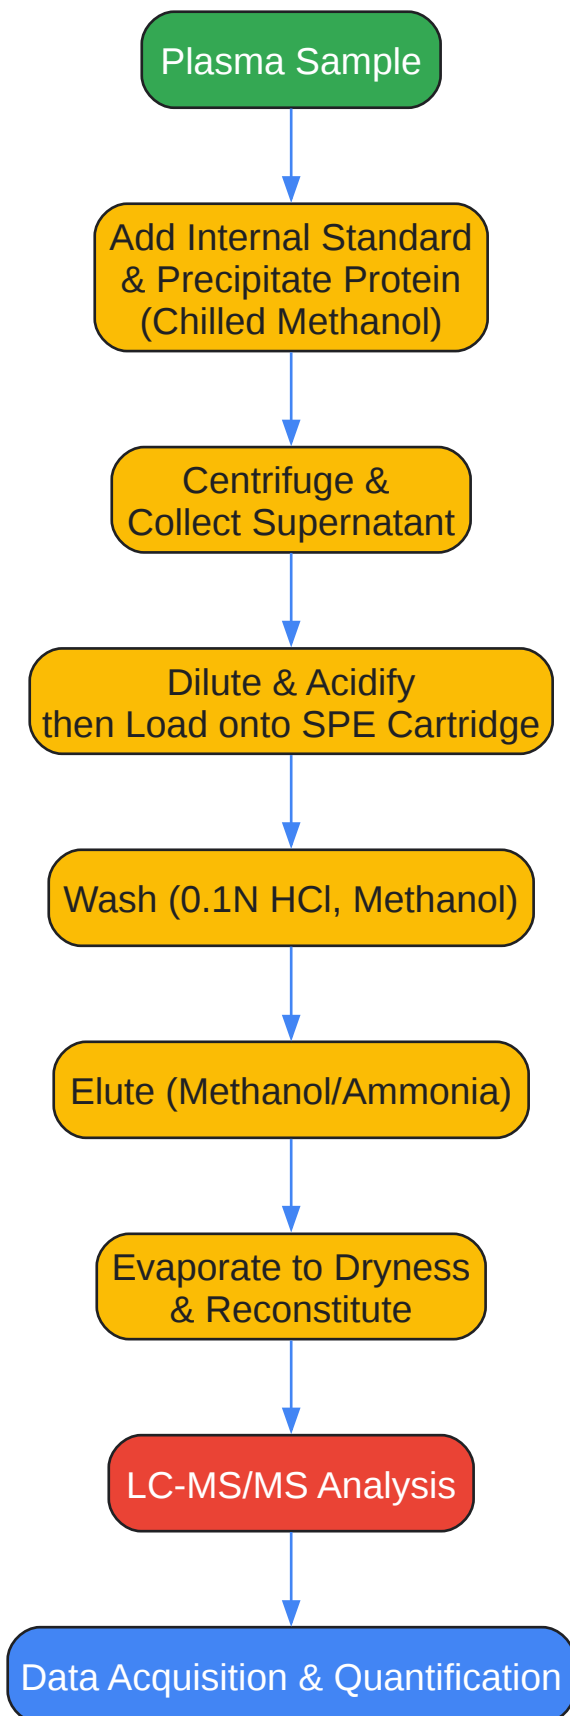 Plasma Sample
Add Internal Standard
& Precipitate Protein
(Chilled Methanol)
Centrifuge &
Collect Supernatant
Dilute & Acidify
then Load onto SPE Cartridge
Wash (0.1N HCl, Methanol)
Elute (Methanol/Ammonia)
Evaporate to Dryness
& Reconstitute
LC-MS/MS Analysis
Data Acquisition & Quantification